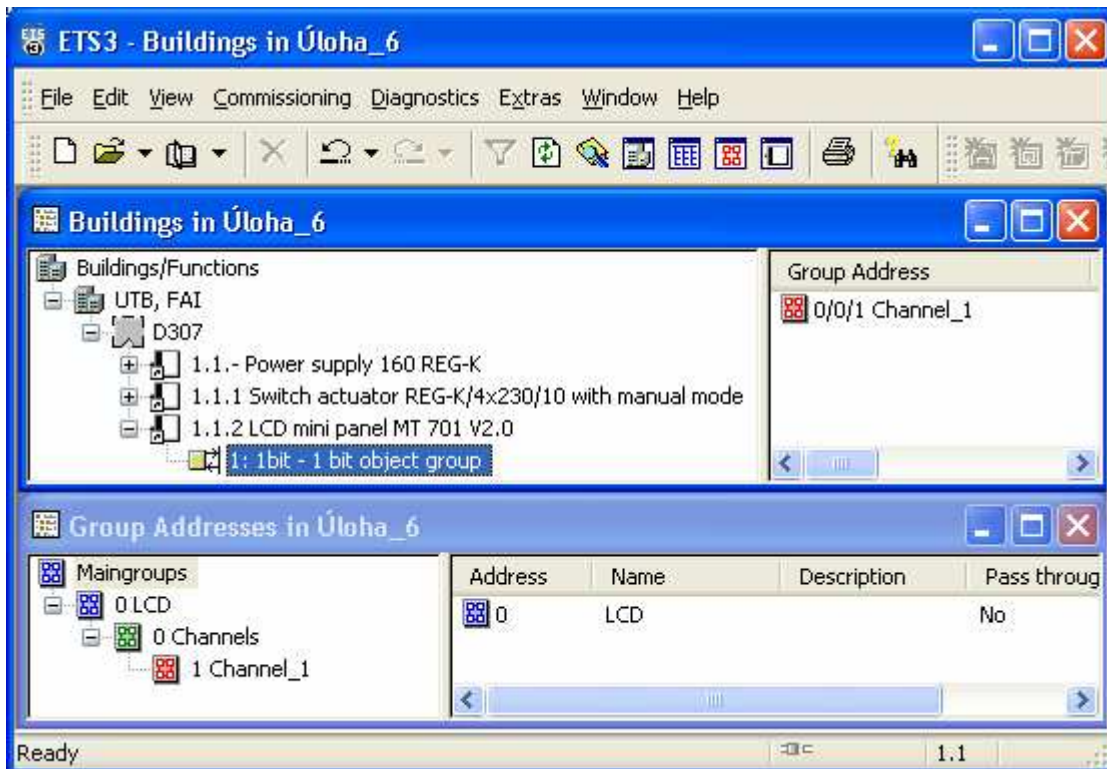 ETS3 - Buildings in Úloha_6
File Edit View Commissioning Diagnostics Extras Window Help
Buildings in Úloha_6
Buildings/Functions
UTB, FAI
D307
1.1.- Power supply 160 REG-K
1.1.1 Switch actuator REG-K/4x230/10 with manual mode
1.1.2 LCD mini panel MT 701 V2.0
1: 1bit - 1 bit object group
Group Address
0/0/1 Channel_1
Group Addresses in Úloha_6
Maingroups
0 LCD
0 Channels
1 Channel_1
Address Name Description Pass throug
0 LCD No
Ready 1.1